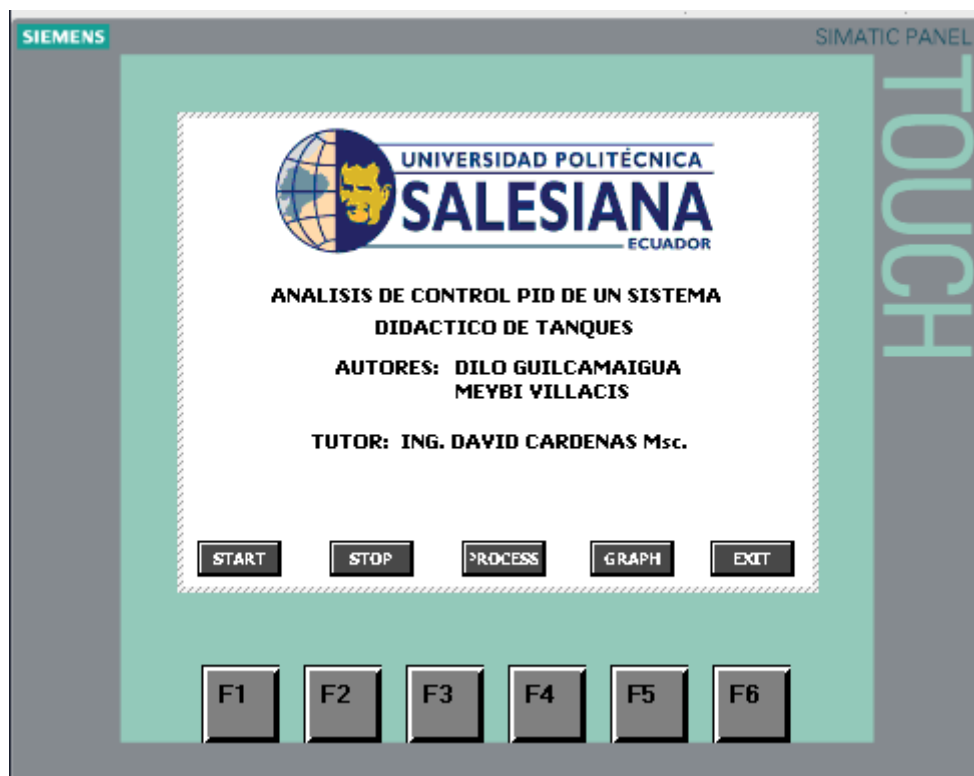 SIEMENS
SIMATIC PANEL
TOUCH
UNIVERSIDAD POLITÉCNICA
SALESIANA
ECUADOR
ANALISIS DE CONTROL PID DE UN SISTEMA
DIDACTICO DE TANQUES
AUTORES: DILO GUILCAMAIGUA
MEYBI VILLACIS
TUTOR: ING. DAVID CARDENAS Msc.
START STOP PROCESS GRAPH EXIT
F1 F2 F3 F4 F5 F6